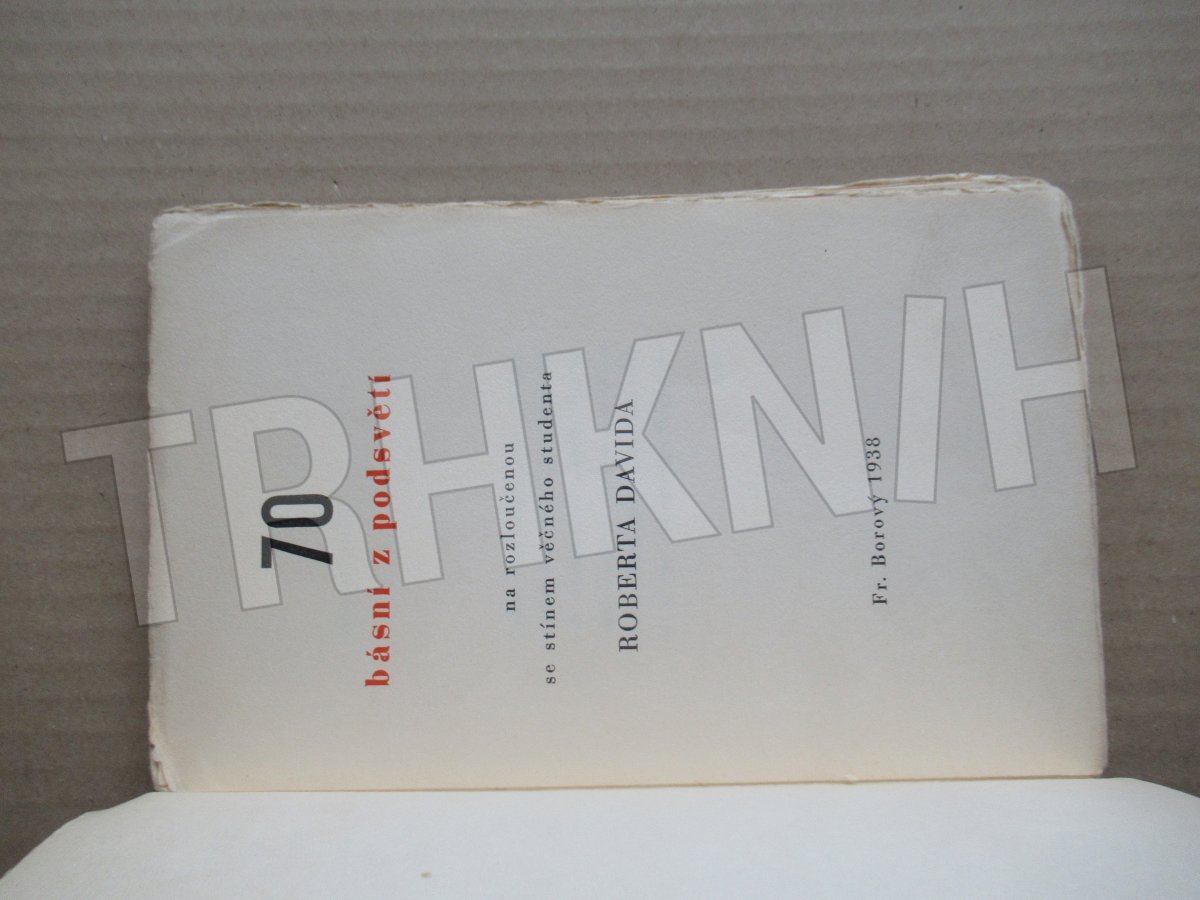 70
básní z podsvětí
na rozloučenou
se stínem věčného studenta
ROBERTA DAVIDA
Fr. Borový 1938
TRHKNIH